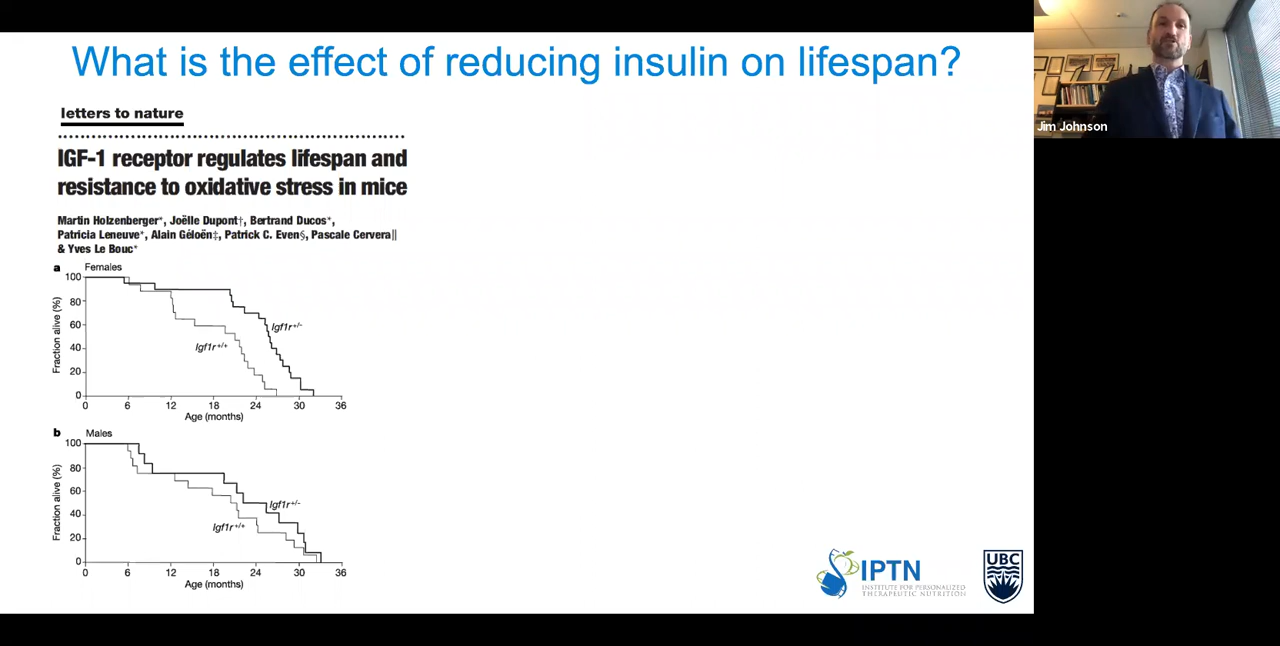 What is the effect of reducing insulin on lifespan?
Jim Johnson
letters to nature
IGF-1 receptor regulates lifespan and
resistance to oxidative stress in mice
Martin Holzenberger*, Joëlle Dupont†, Bertrand Ducos*,
Patricia Leneuve*, Alain Géloën‡, Patrick C. Even§, Pascale Cervera||
& Yves Le Bouc*
a Females
Fraction alive (%)
100
80
60
40
20
0
Igf1r+/-
Igf1r+/+
0 6 12 18 24 30 36
Age (months)
b Males
Fraction alive (%)
100
80
60
40
20
0
Igf1r+/-
Igf1r+/+
0 6 12 18 24 30 36
Age (months)
IPTN
INSTITUTE FOR PERSONALIZED
THERAPEUTIC NUTRITION
UBC